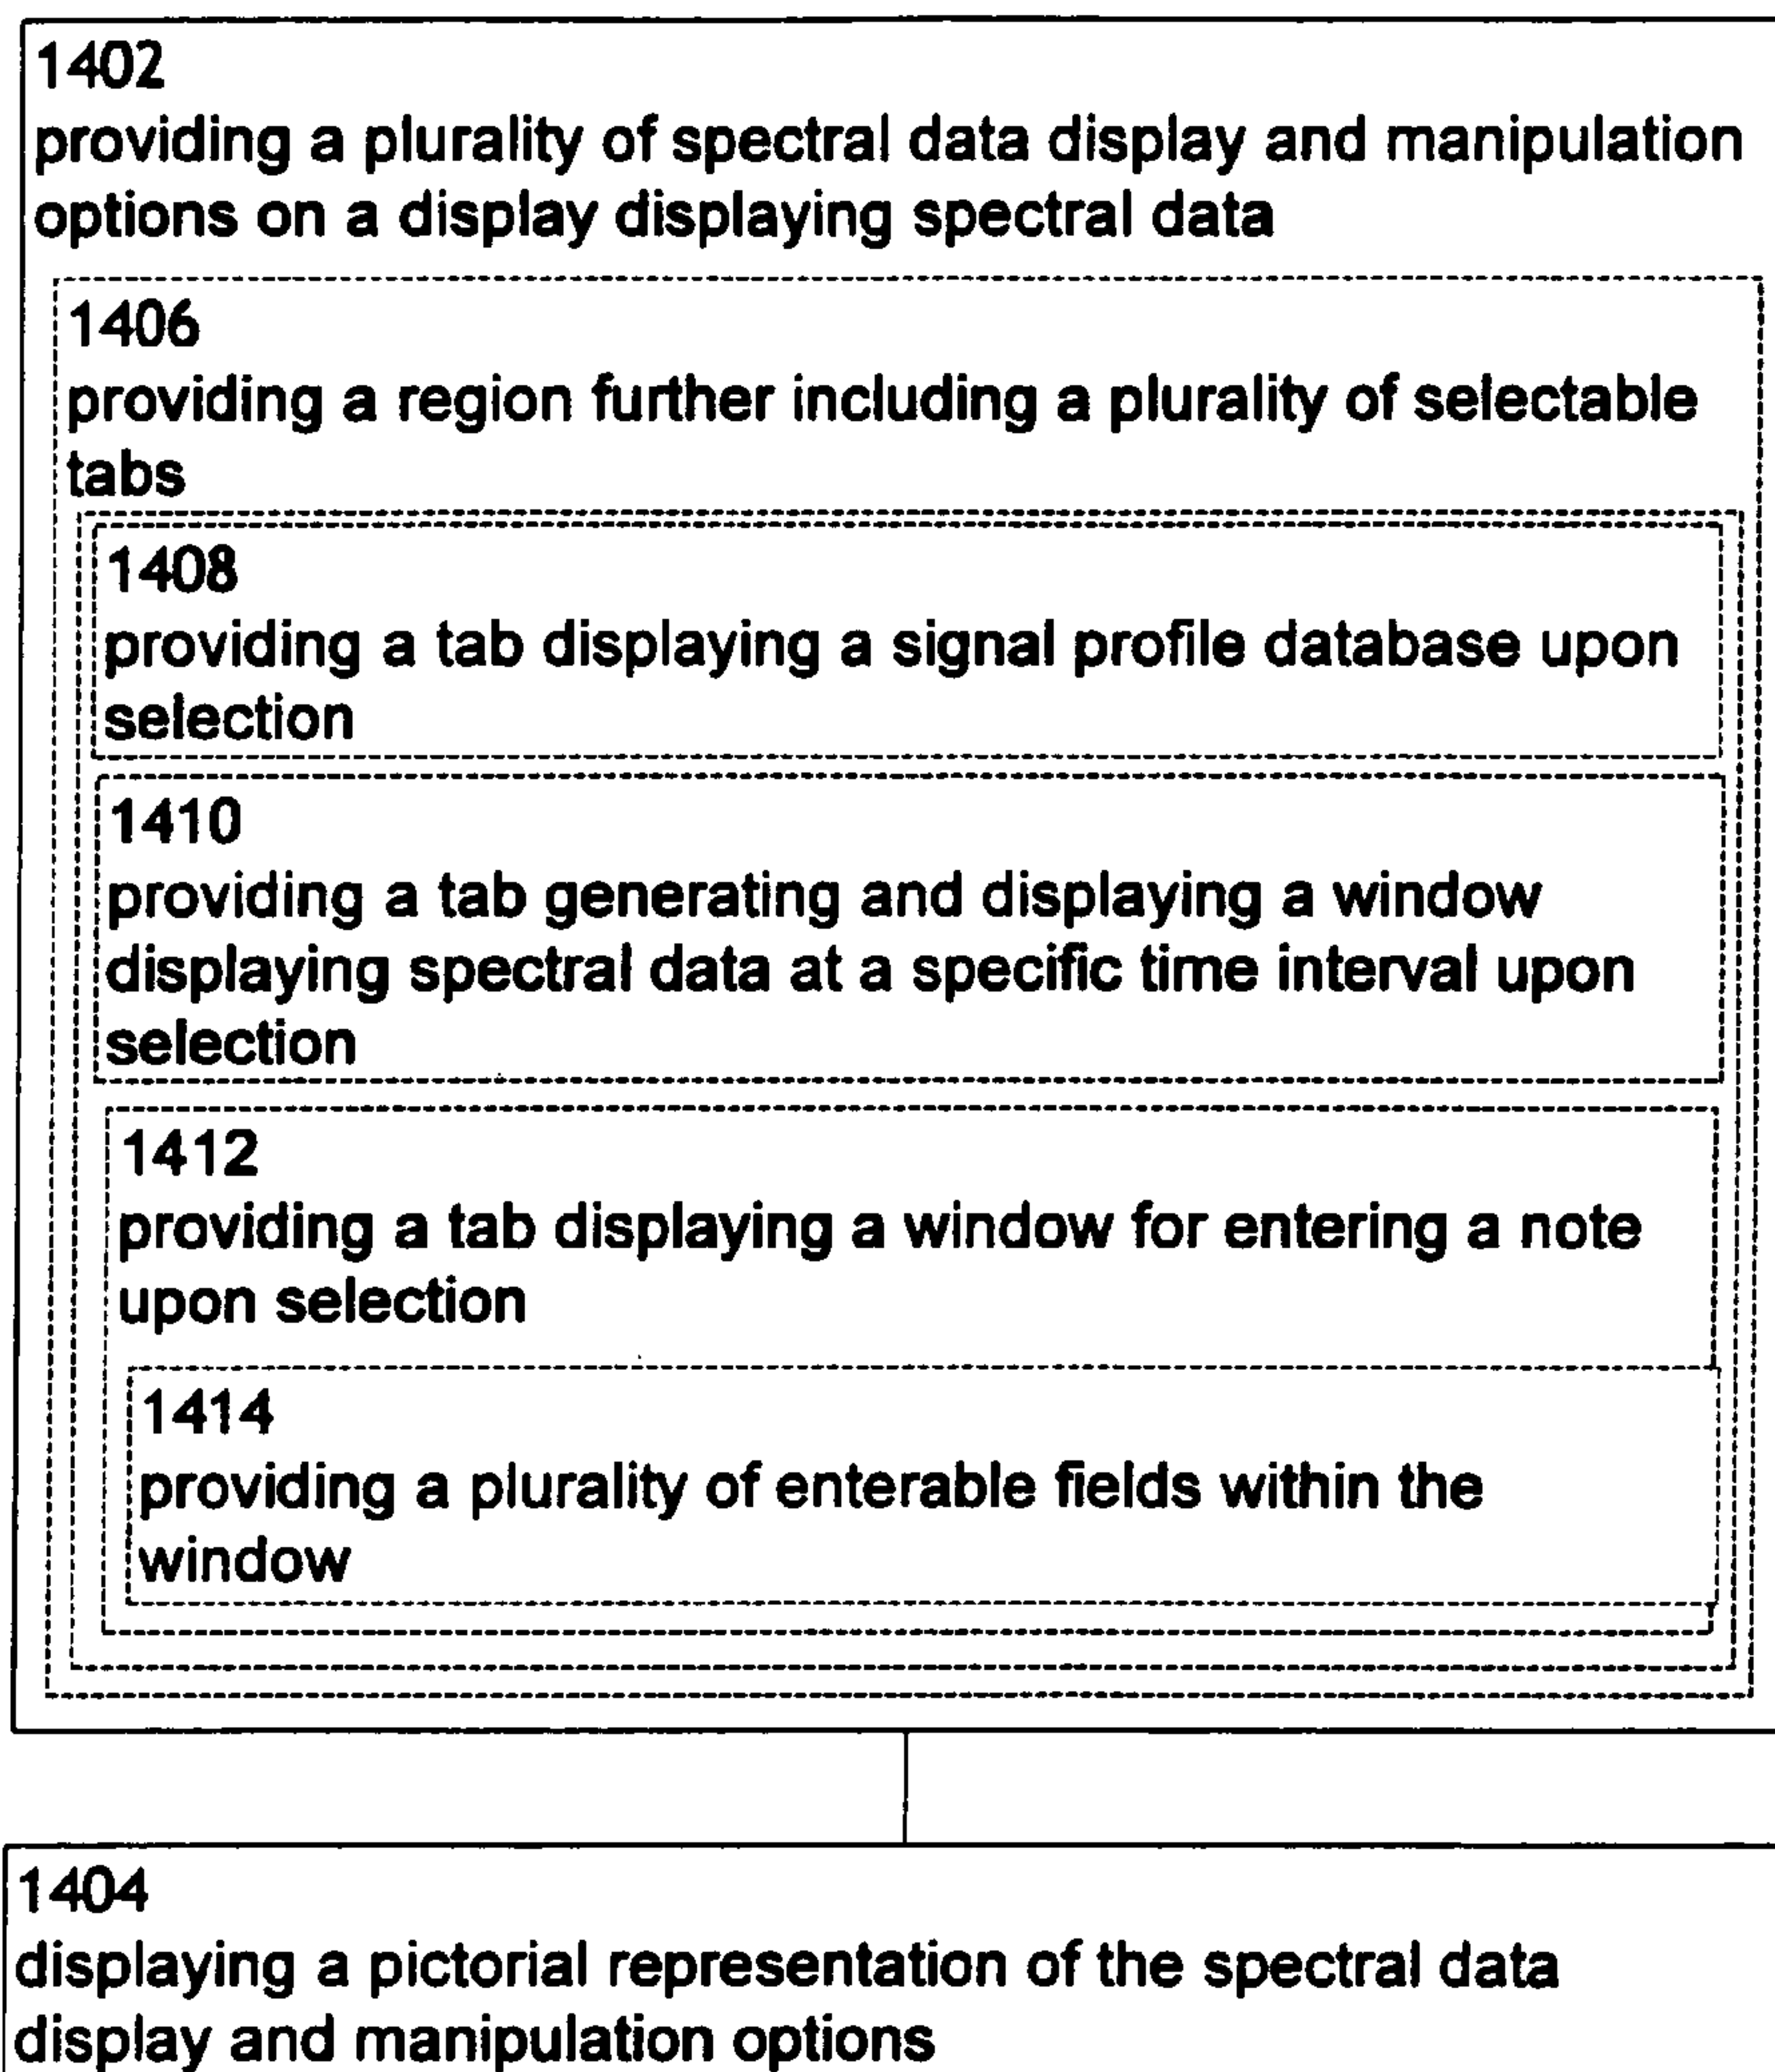 1402
providing a plurality of spectral data display and manipulation
options on a display displaying spectral data
1406
providing a region further including a plurality of selectable
tabs
1408
providing a tab displaying a signal profile database upon
selection
1410
providing a tab generating and displaying a window
displaying spectral data at a specific time interval upon
selection
1412
providing a tab displaying a window for entering a note
upon selection
1414
providing a plurality of enterable fields within the
window
1404
displaying a pictorial representation of the spectral data
display and manipulation options